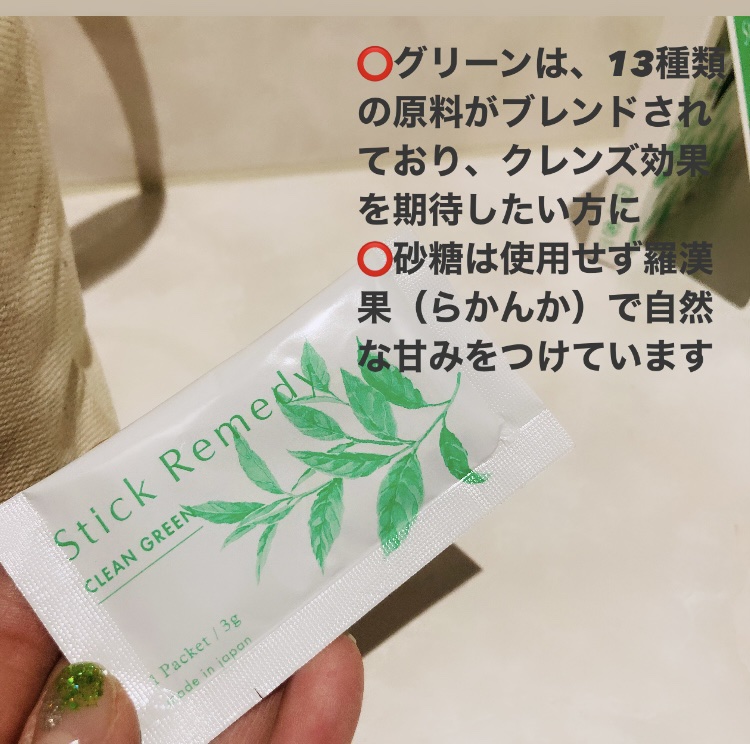 ⭕グリーンは、13種類
の原料がブレンドされ
ており、クレンズ効果
を期待したい方に
⭕砂糖は使用せず羅漢
果（らかんか）で自然
な甘みをつけています
Stick Remedy
CLEAN GREEN
1 Packet / 3g
made in japan